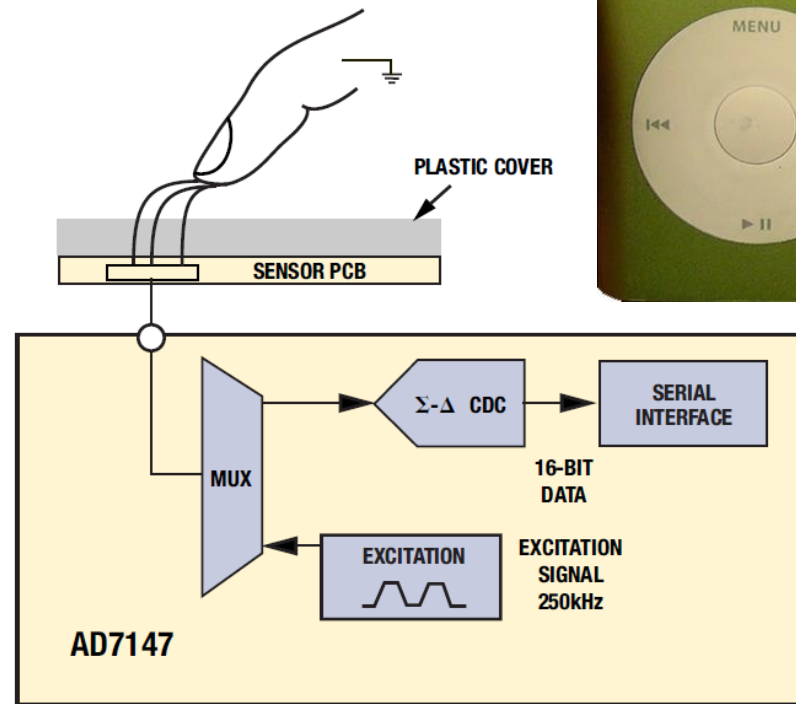 MENU
PLASTIC COVER
SENSOR PCB
Σ-Δ CDC
SERIAL
INTERFACE
MUX
16-BIT
DATA
EXCITATION
EXCITATION
SIGNAL
250kHz
AD7147